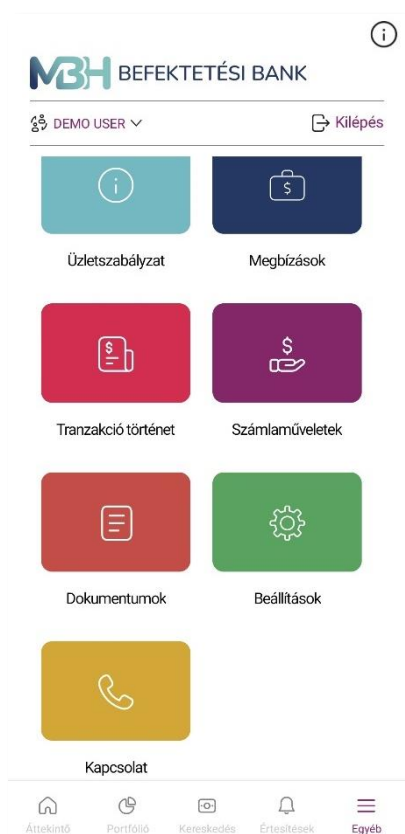 MBH BEFEKTETÉSI BANK
DEMO USER
Kilépés
Üzletszabályzat
Megbízások
Tranzakció történet
Számlaműveletek
Dokumentumok
Beállítások
Kapcsolat
Áttekintő
Portfólió
Kereskedés
Értesítések
Egyéb